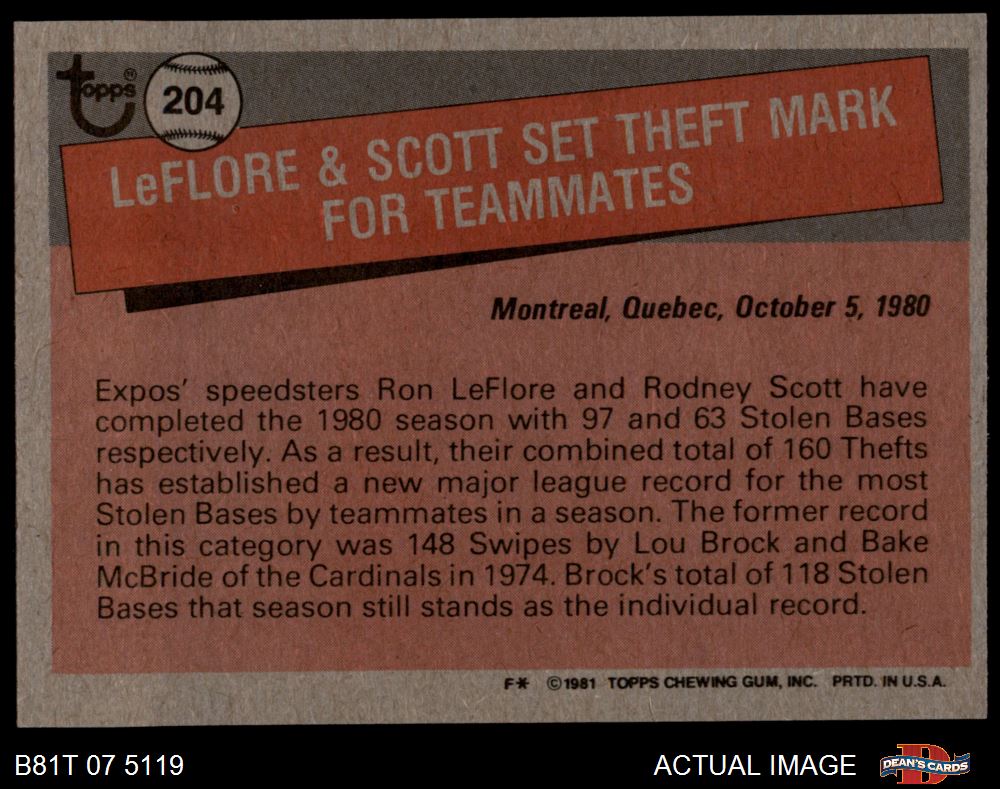 Topps®
204
LeFLORE & SCOTT SET THEFT MARK
FOR TEAMMATES
Montreal, Quebec, October 5, 1980
Expos' speedsters Ron LeFlore and Rodney Scott have
completed the 1980 season with 97 and 63 Stolen Bases
respectively. As a result, their combined total of 160 Thefts
has established a new major league record for the most
Stolen Bases by teammates in a season. The former record
in this category was 148 Swipes by Lou Brock and Bake
McBride of the Cardinals in 1974. Brock's total of 118 Stolen
Bases that season still stands as the individual record.
F* ©1981 TOPPS CHEWING GUM, INC. PRTD. IN U.S.A.
B81T 07 5119
ACTUAL IMAGE
DEAN'S CARDS